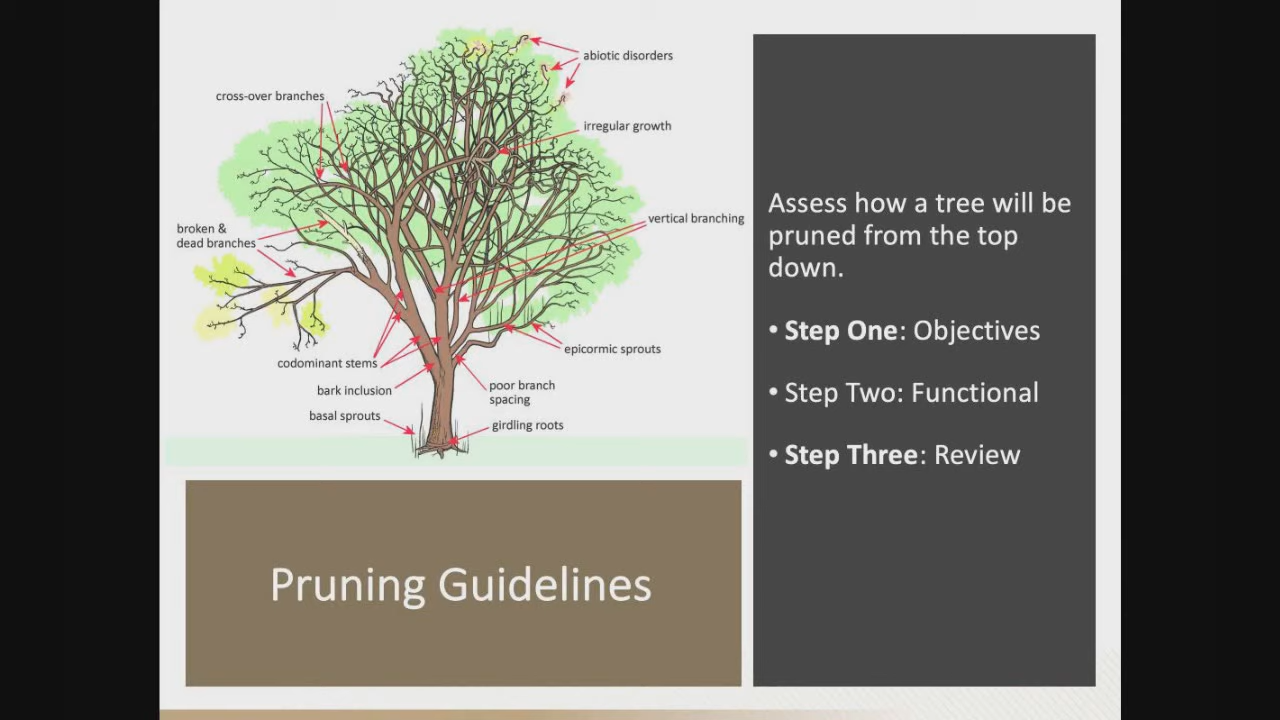 abiotic disorders
cross-over branches
irregular growth
vertical branching
broken &
dead branches
epicormic sprouts
codominant stems
bark inclusion
poor branch
spacing
basal sprouts
girdling roots
Pruning Guidelines
Assess how a tree will be
pruned from the top
down.
• Step One: Objectives
• Step Two: Functional
• Step Three: Review